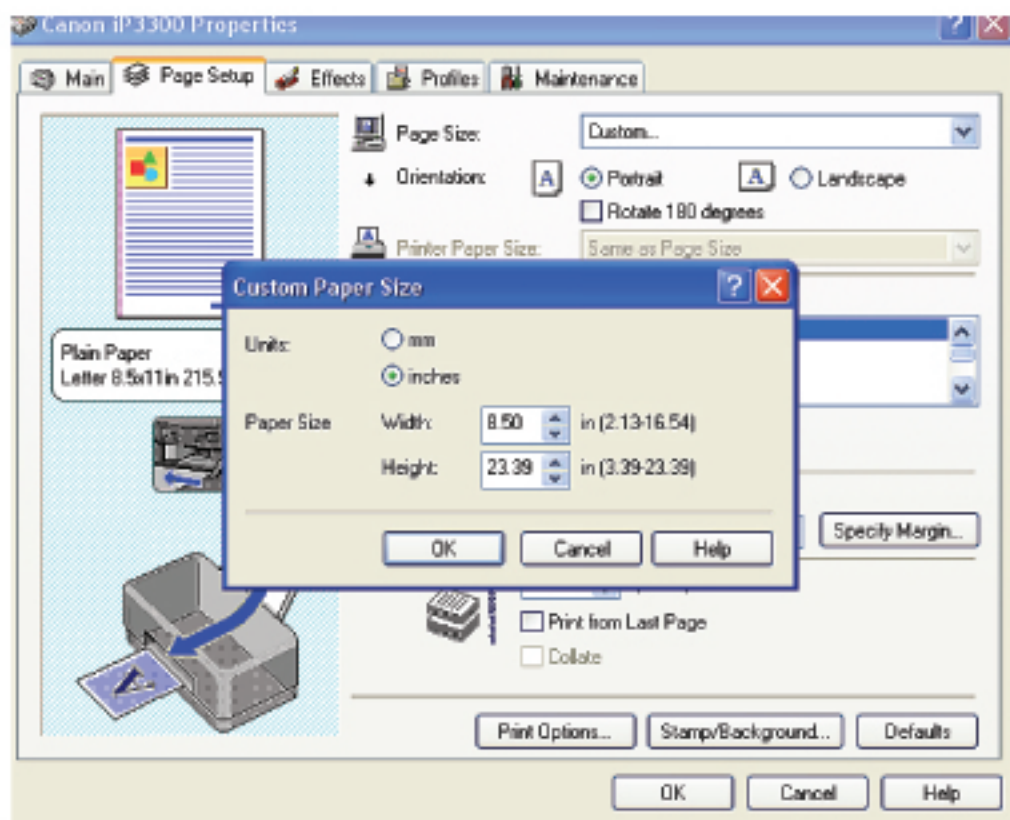 Canon iP3300 Properties
Main Page Setup Effects Profiles Maintenance
Page Size: Custom...
Orientation: A Portrait A Landscape
Rotate 180 degrees
Printer Paper Size: Same as Page Size
Plain Paper
Letter 8.5x11in 215.9
Custom Paper Size
Units: mm
inches
Paper Size Width: 8.50 in (2.13-16.54)
Height: 23.39 in (3.39-23.39)
OK Cancel Help
Specify Margin...
Print from Last Page
Collate
Print Options... Stamp/Background... Defaults
OK Cancel Help